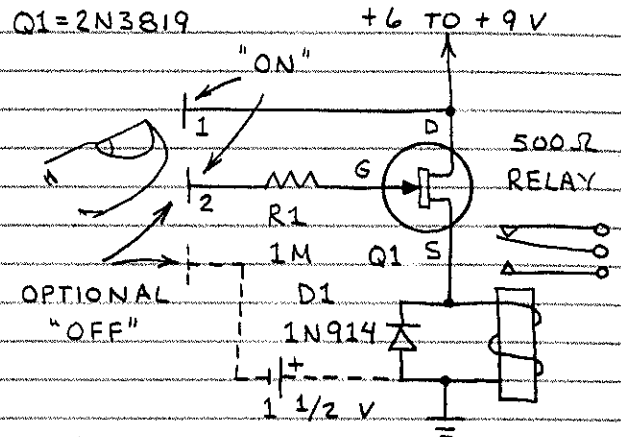 Q1 = 2N3819
+6 TO +9 V
"ON"
1
D
500Ω
RELAY
G
2
R1
1M
Q1
S
OPTIONAL
"OFF"
D1
1N914
+
1 1/2 V